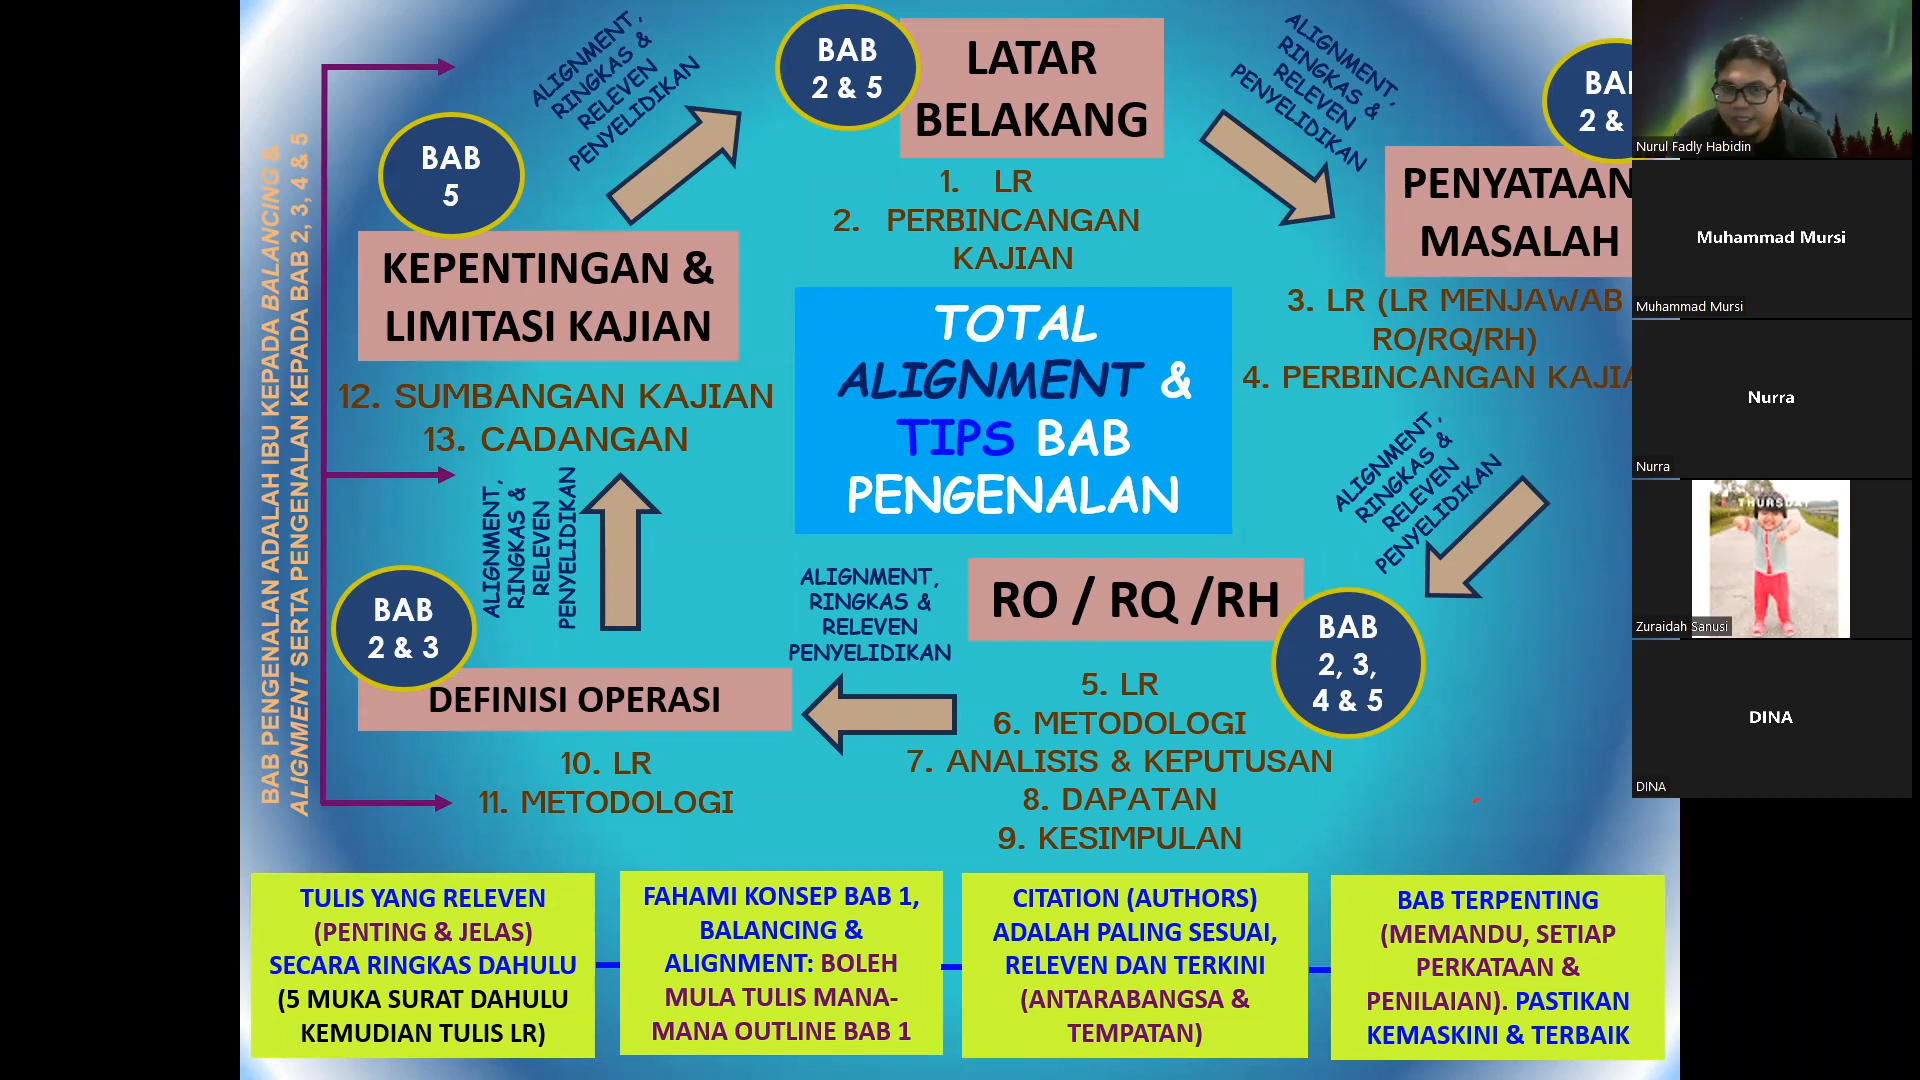 BAB PENGENALAN ADALAH IBU KEPADA BALANCING &
ALIGNMENT SERTA PENGENALAN KEPADA BAB 2, 3, 4 & 5
BAB
2 & 5
LATAR
BELAKANG
1. LR
2. PERBINCANGAN
KAJIAN
ALIGNMENT,
RINGKAS &
RELEVEN
PENYELIDIKAN
BA
2 &
PENYATAAN
MASALAH
3. LR (LR MENJAWAB
RO/RQ/RH)
4. PERBINCANGAN KAJIA
ALIGNMENT,
RINGKAS &
RELEVEN
PENYELIDIKAN
RO / RQ /RH
BAB
2, 3,
4 & 5
5. LR
6. METODOLOGI
7. ANALISIS & KEPUTUSAN
8. DAPATAN
9. KESIMPULAN
ALIGNMENT,
RINGKAS &
RELEVEN
PENYELIDIKAN
BAB
2 & 3
DEFINISI OPERASI
10. LR
11. METODOLOGI
ALIGNMENT,
RINGKAS &
RELEVEN
PENYELIDIKAN
BAB
5
KEPENTINGAN &
LIMITASI KAJIAN
12. SUMBANGAN KAJIAN
13. CADANGAN
ALIGNMENT,
RINGKAS &
RELEVEN
PENYELIDIKAN
TOTAL
ALIGNMENT &
TIPS BAB
PENGENALAN
TULIS YANG RELEVEN
(PENTING & JELAS)
SECARA RINGKAS DAHULU
(5 MUKA SURAT DAHULU
KEMUDIAN TULIS LR)
FAHAMI KONSEP BAB 1,
BALANCING &
ALIGNMENT: BOLEH
MULA TULIS MANA-
MANA OUTLINE BAB 1
CITATION (AUTHORS)
ADALAH PALING SESUAI,
RELEVEN DAN TERKINI
(ANTARABANGSA &
TEMPATAN)
BAB TERPENTING
(MEMANDU, SETIAP
PERKATAAN &
PENILAIAN). PASTIKAN
KEMASKINI & TERBAIK
Nurul Fadly Habidin
Muhammad Mursi
Muhammad Mursi
Nurra
Nurra
THURSDAY
Zuraidah Sanusi
DINA
DINA